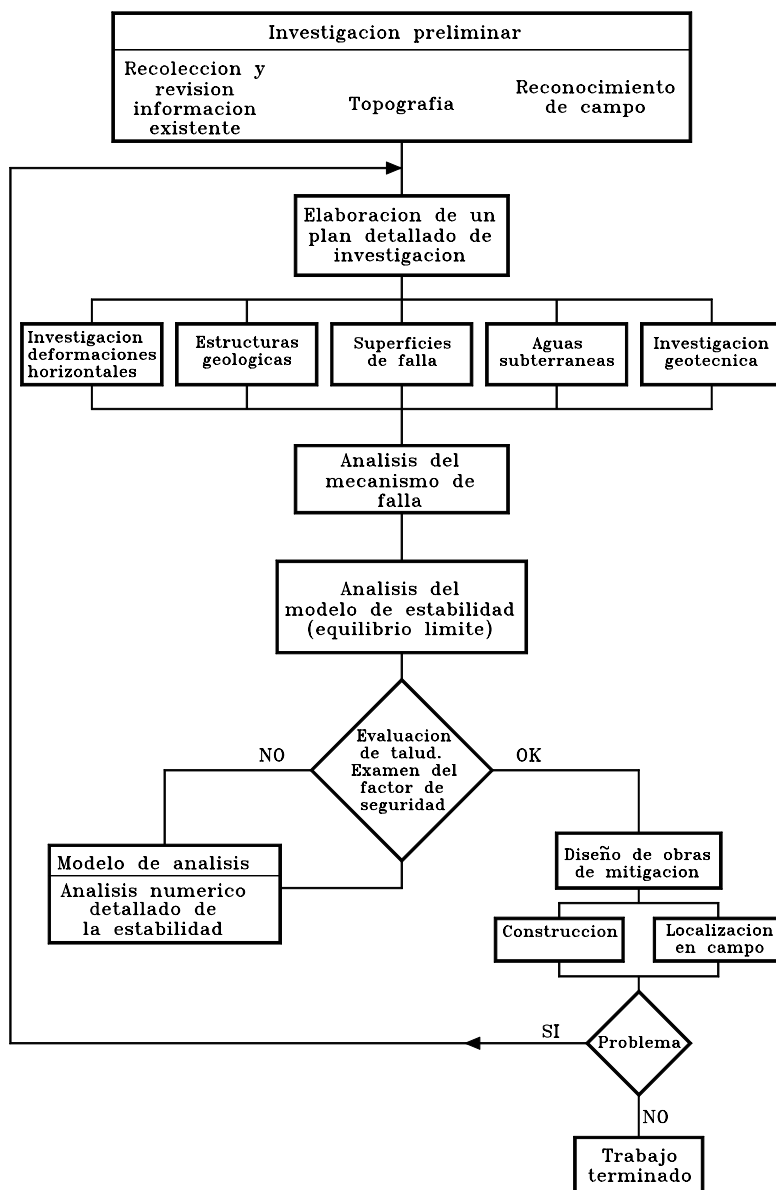 Investigacion preliminar
Recoleccion y
revision
informacion
existente
Topografia
Reconocimiento
de campo
Elaboracion de un
plan detallado de
investigacion
Investigacion
deformaciones
horizontales
Estructuras
geologicas
Superficies
de falla
Aguas
subterraneas
Investigacion
geotecnica
Analisis del
mecanismo de
falla
Analisis del
modelo de estabilidad
(equilibrio limite)
Evaluacion
de talud.
Examen del
factor de
seguridad
NO
OK
Modelo de analisis
Analisis numerico
detallado de
la estabilidad
Diseño de obras
de mitigacion
Construccion
Localizacion
en campo
Problema
SI
NO
Trabajo
terminado